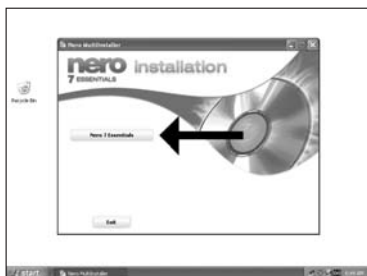 Nero MultiInstaller
nero installation
7 ESSENTIALS
Recycle Bin
Nero 7 Essentials
Exit
start
Nero MultiInstaller